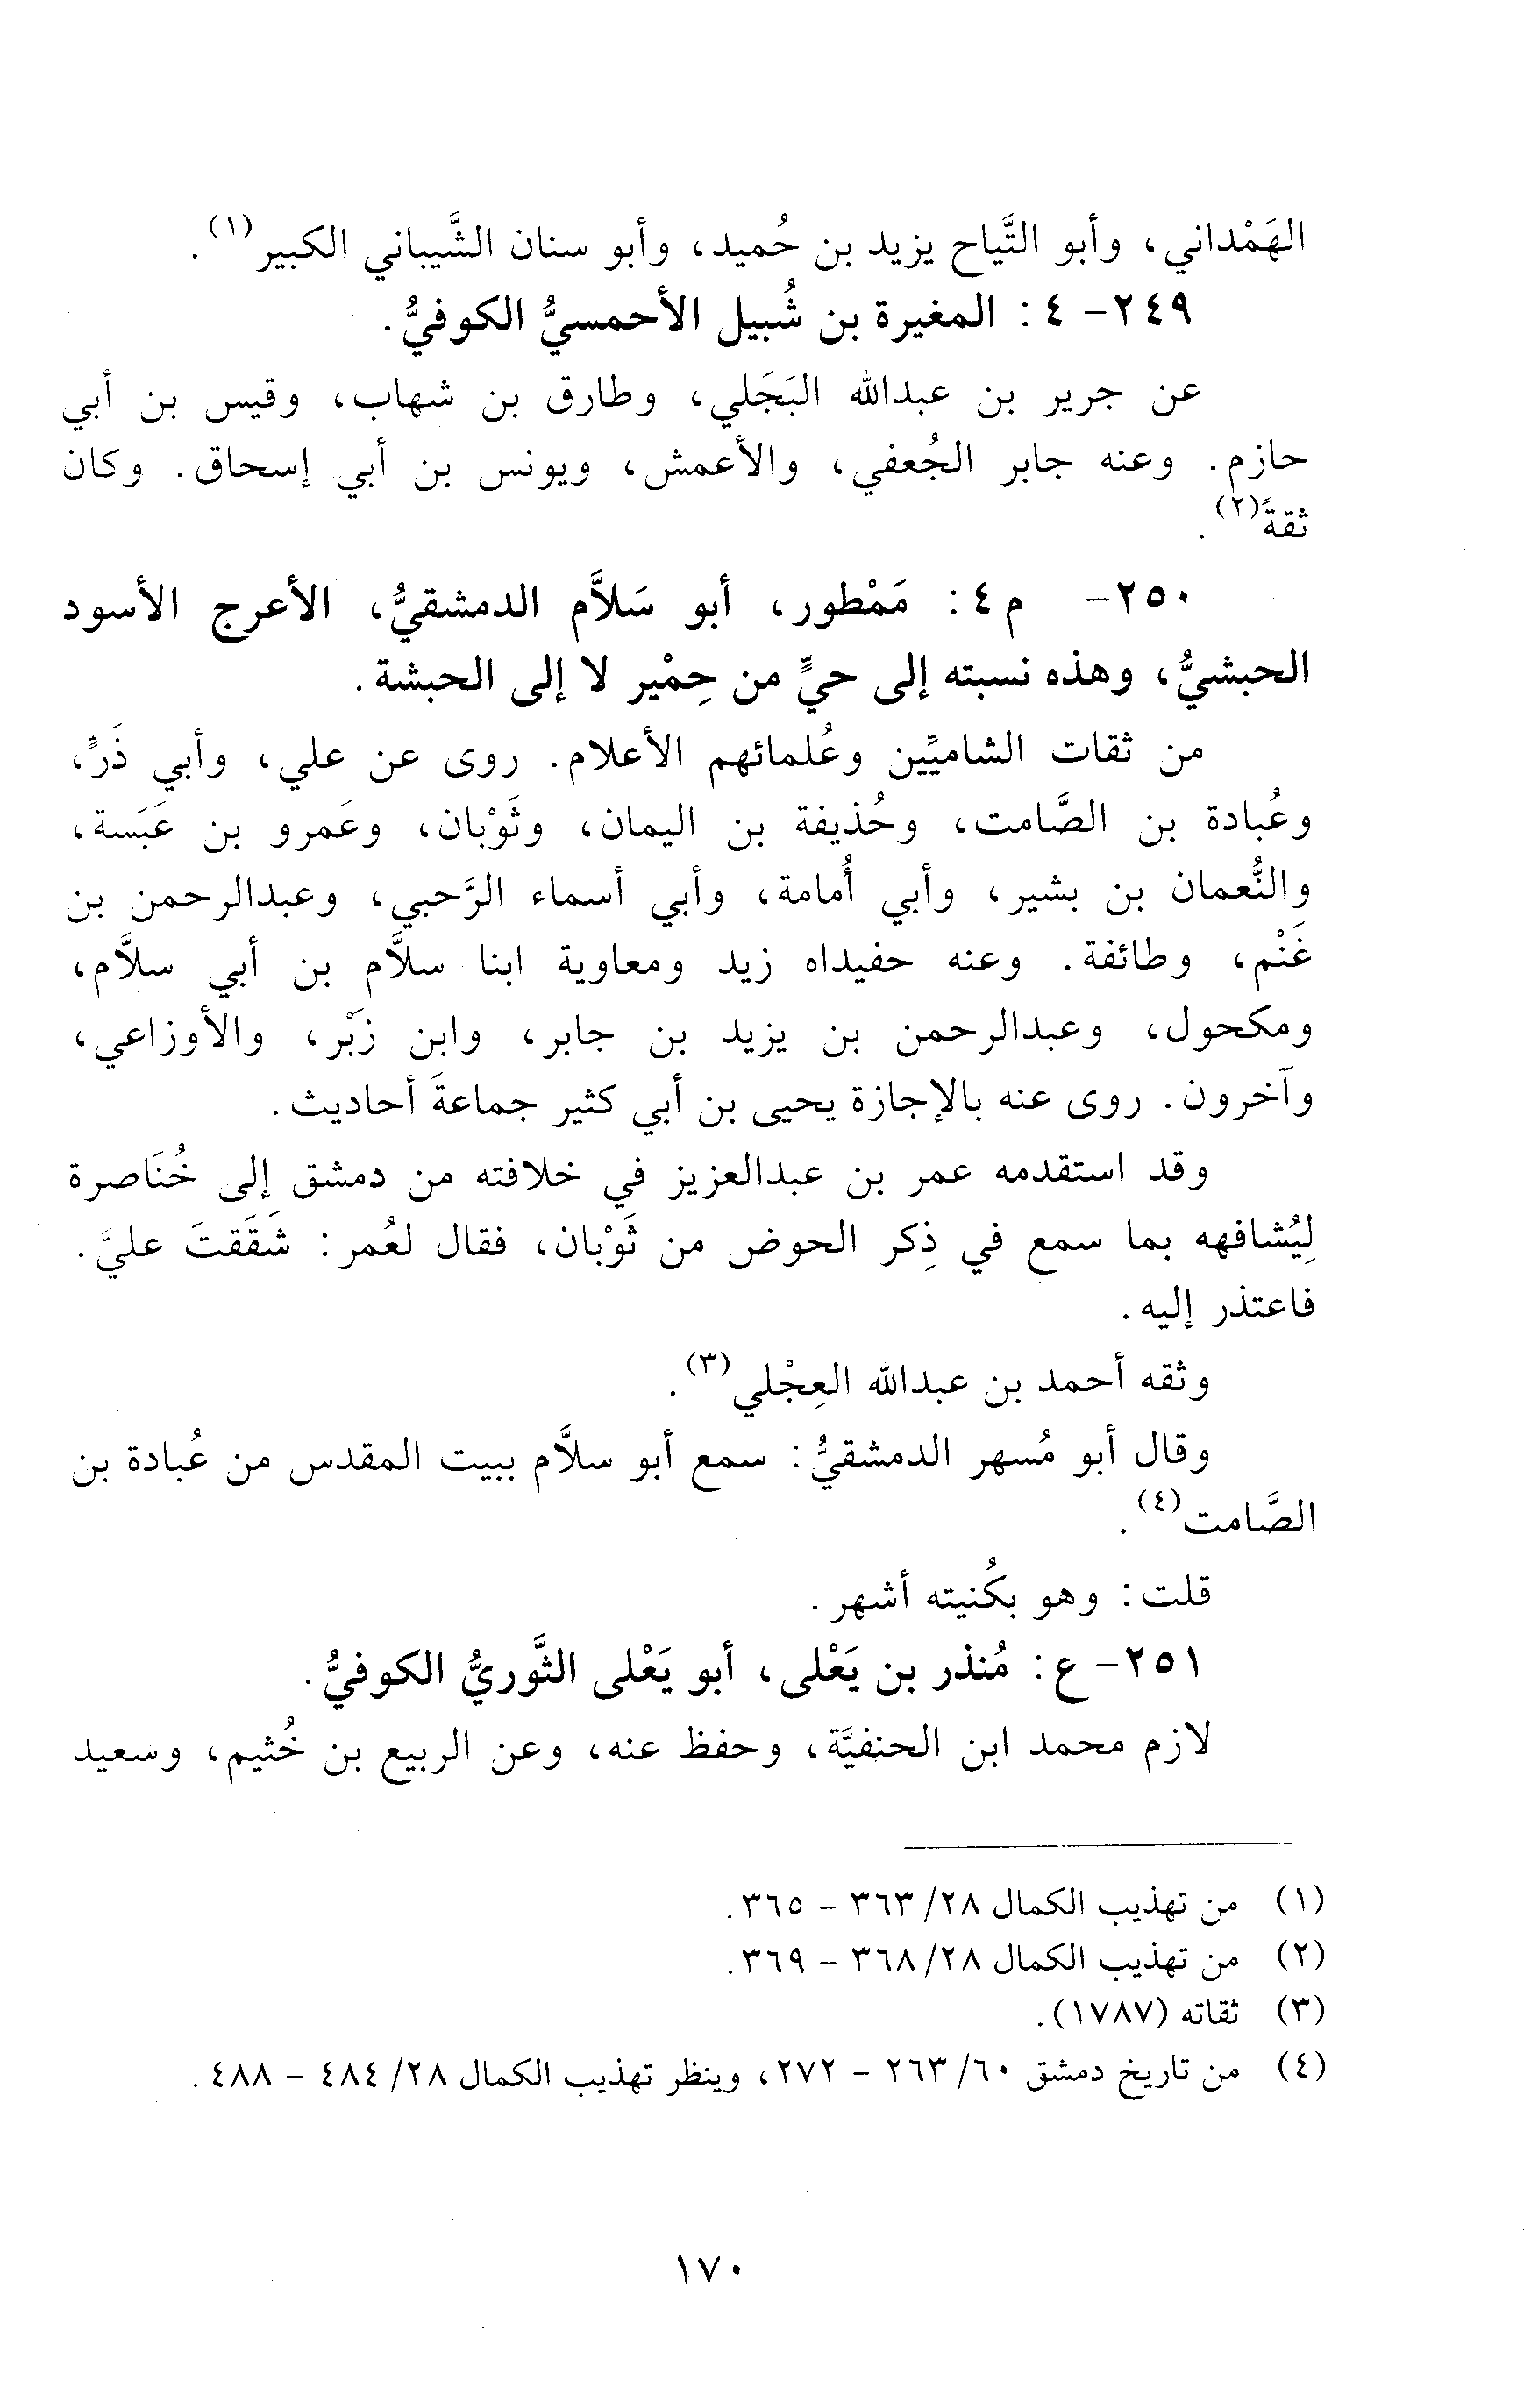 الهَمْداني، وأبو التَّياح يزيد بن حُميد، وأبو سنان الشَّيباني الكبير(١).
٢٤٩- ٤: المغيرة بن شُبيل الأحمسيُّ الكوفيُّ.
عن جرير بن عبدالله البَجَلي، وطارق بن شهاب، وقيس بن أبي
حازم. وعنه جابر الجُعفي، والأعمش، ويونس بن أبي إسحاق. وكان
ثقةً(٢).
٢٥٠- م٤: مَمْطور، أبو سَلاَّم الدمشقيُّ، الأعرج الأسود
الحبشيُّ، وهذه نسبته إلى حيٍّ من حِمْير لا إلى الحبشة.
من ثقات الشاميِّين وعُلمائهم الأعلام. روى عن علي، وأبي ذَرٍّ،
وعُبادة بن الصَّامت، وحُذيفة بن اليمان، وثَوْبان، وعَمرو بن عَبَسة،
والنُّعمان بن بشير، وأبي أُمامة، وأبي أسماء الرَّحبي، وعبدالرحمن بن
غَنْم، وطائفة. وعنه حفيداه زيد ومعاوية ابنا سلاَّم بن أبي سلاَّم،
ومكحول، وعبدالرحمن بن يزيد بن جابر، وابن زَبْر، والأوزاعي،
وآخرون. روى عنه بالإجازة يحيى بن أبي كثير جماعةَ أحاديث.
وقد استقدمه عمر بن عبدالعزيز في خلافته من دمشق إلى خُنَاصرة
لِيُشافهه بما سمع في ذِكر الحوض من ثَوْبان، فقال لعُمر: شَقَقتَ عليَّ.
فاعتذر إليه.
وثقه أحمد بن عبدالله العِجْلي(٣).
وقال أبو مُسهر الدمشقيُّ: سمع أبو سلاَّم ببيت المقدس من عُبادة بن
الصَّامت(٤).
قلت: وهو بكُنيته أشهر.
٢٥١- ع: مُنذر بن يَعْلى، أبو يَعْلى الثَّوريُّ الكوفيُّ.
لازم محمد ابن الحنفيَّة، وحفظ عنه، وعن الربيع بن خُثيم، وسعيد
(١) من تهذيب الكمال ٢٨/ ٣٦٣ - ٣٦٥.
(٢) من تهذيب الكمال ٢٨/ ٣٦٨ - ٣٦٩.
(٣) ثقاته (١٧٨٧).
(٤) من تاريخ دمشق ٦٠/ ٢٦٣ - ٢٧٢، وينظر تهذيب الكمال ٢٨/ ٤٨٤ - ٤٨٨.
١٧٠